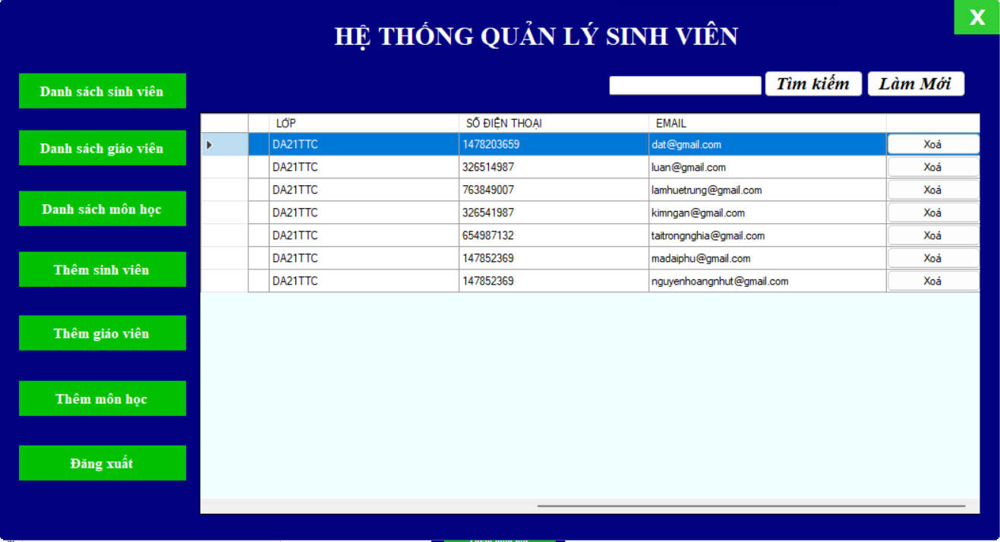 X
HỆ THỐNG QUẢN LÝ SINH VIÊN
Tìm kiếm Làm Mới
Danh sách sinh viên
Danh sách giáo viên
Danh sách môn học
Thêm sinh viên
Thêm giáo viên
Thêm môn học
Đăng xuất
LỚP SỐ ĐIỆN THOẠI EMAIL
DA21TTC 1478203659 dat@gmail.com Xoá
DA21TTC 326514987 luan@gmail.com Xoá
DA21TTC 763849007 lamhuetrung@gmail.com Xoá
DA21TTC 326541987 kimngan@gmail.com Xoá
DA21TTC 654987132 taitrongnghia@gmail.com Xoá
DA21TTC 147852369 madaiphu@gmail.com Xoá
DA21TTC 147852369 nguyenhoangnhut@gmail.com Xoá